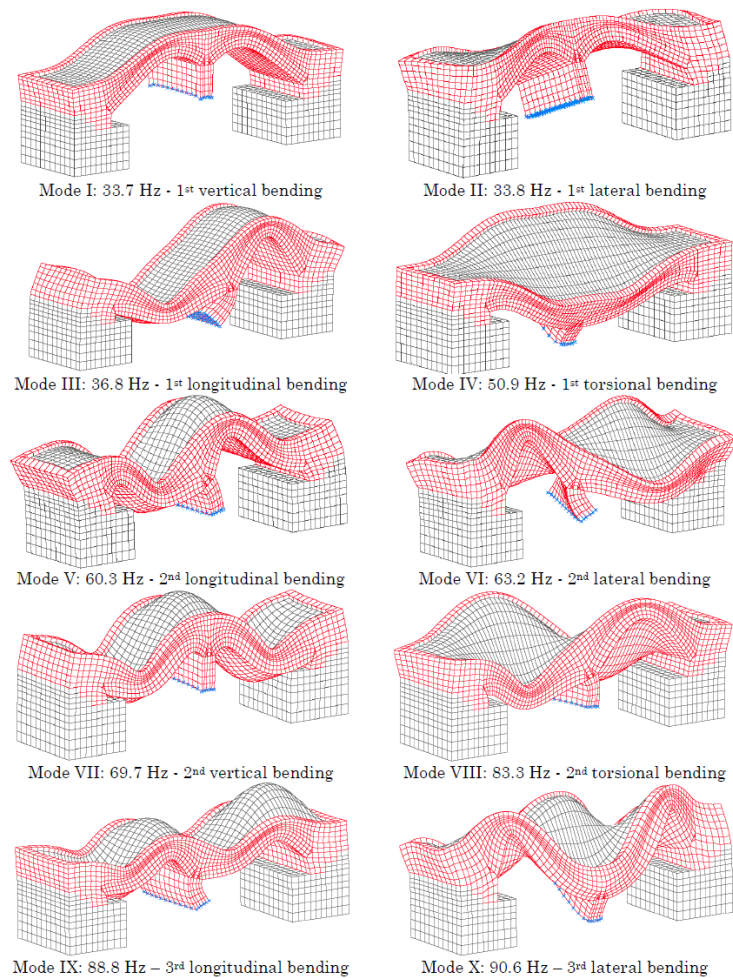 Mode I: 33.7 Hz - 1st vertical bending
Mode II: 33.8 Hz - 1st lateral bending
Mode III: 36.8 Hz - 1st longitudinal bending
Mode IV: 50.9 Hz - 1st torsional bending
Mode V: 60.3 Hz - 2nd longitudinal bending
Mode VI: 63.2 Hz - 2nd lateral bending
Mode VII: 69.7 Hz - 2nd vertical bending
Mode VIII: 83.3 Hz - 2nd torsional bending
Mode IX: 88.8 Hz – 3rd longitudinal bending
Mode X: 90.6 Hz – 3rd lateral bending